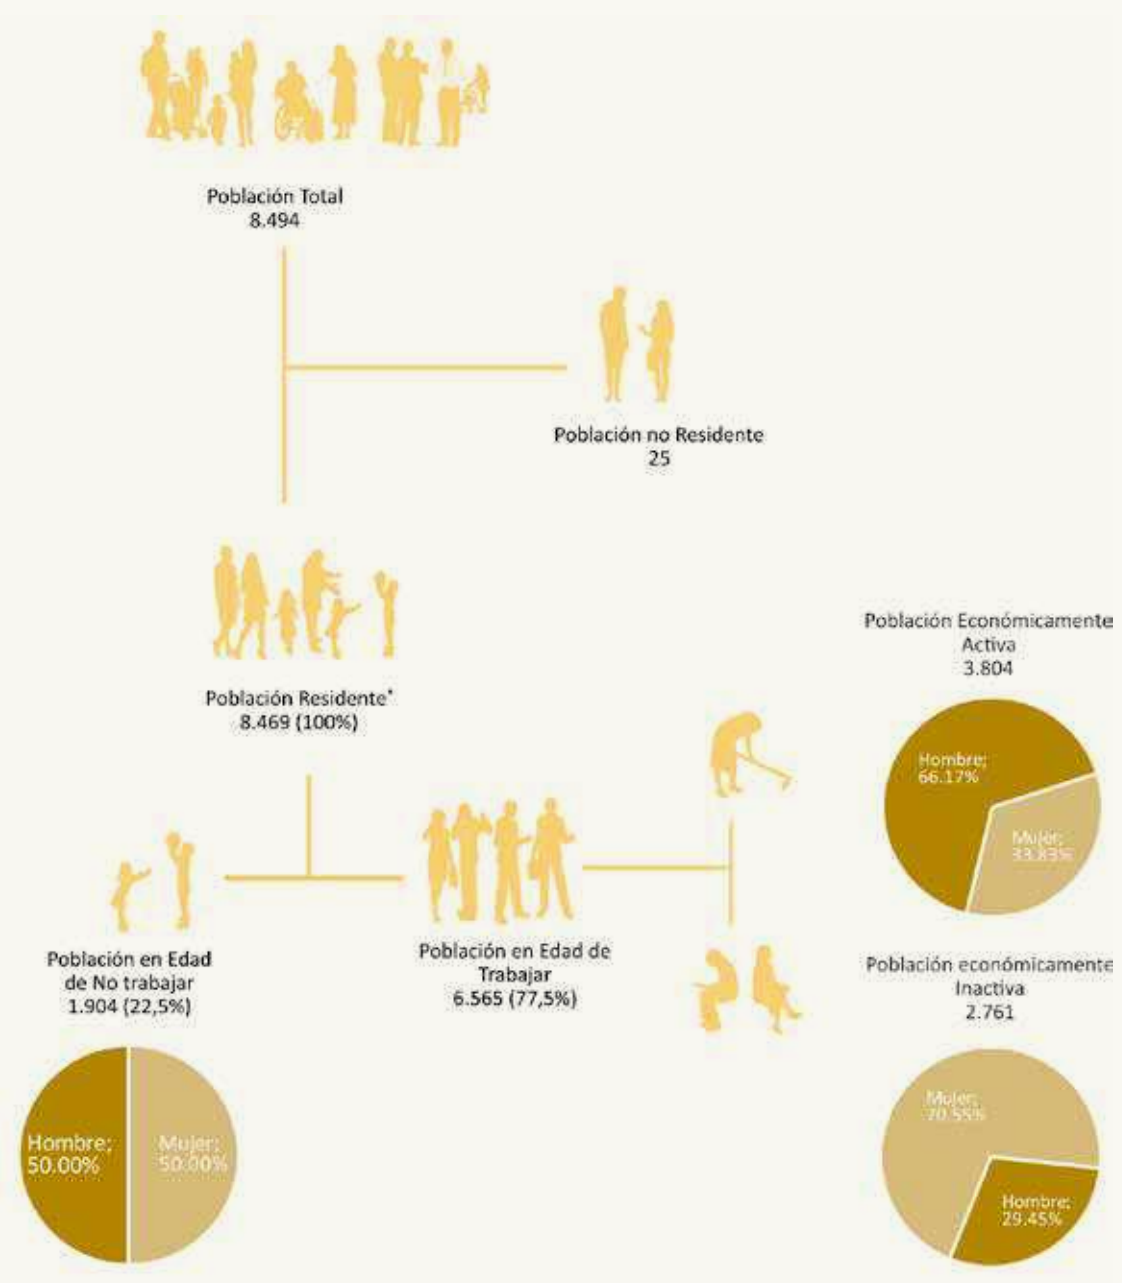 Población Total
8.494
Población no Residente
25
Población Residente*
8.469 (100%)
Población Económicamente
Activa
3.804
Hombre;
66.17%
Mujer;
33.83%
Población en Edad
de No trabajar
1.904 (22,5%)
Población en Edad de
Trabajar
6.565 (77,5%)
Población económicamente
Inactiva
2.761
Hombre;
50.00%
Mujer;
50.00%
Mujer;
70.55%
Hombre;
29.45%